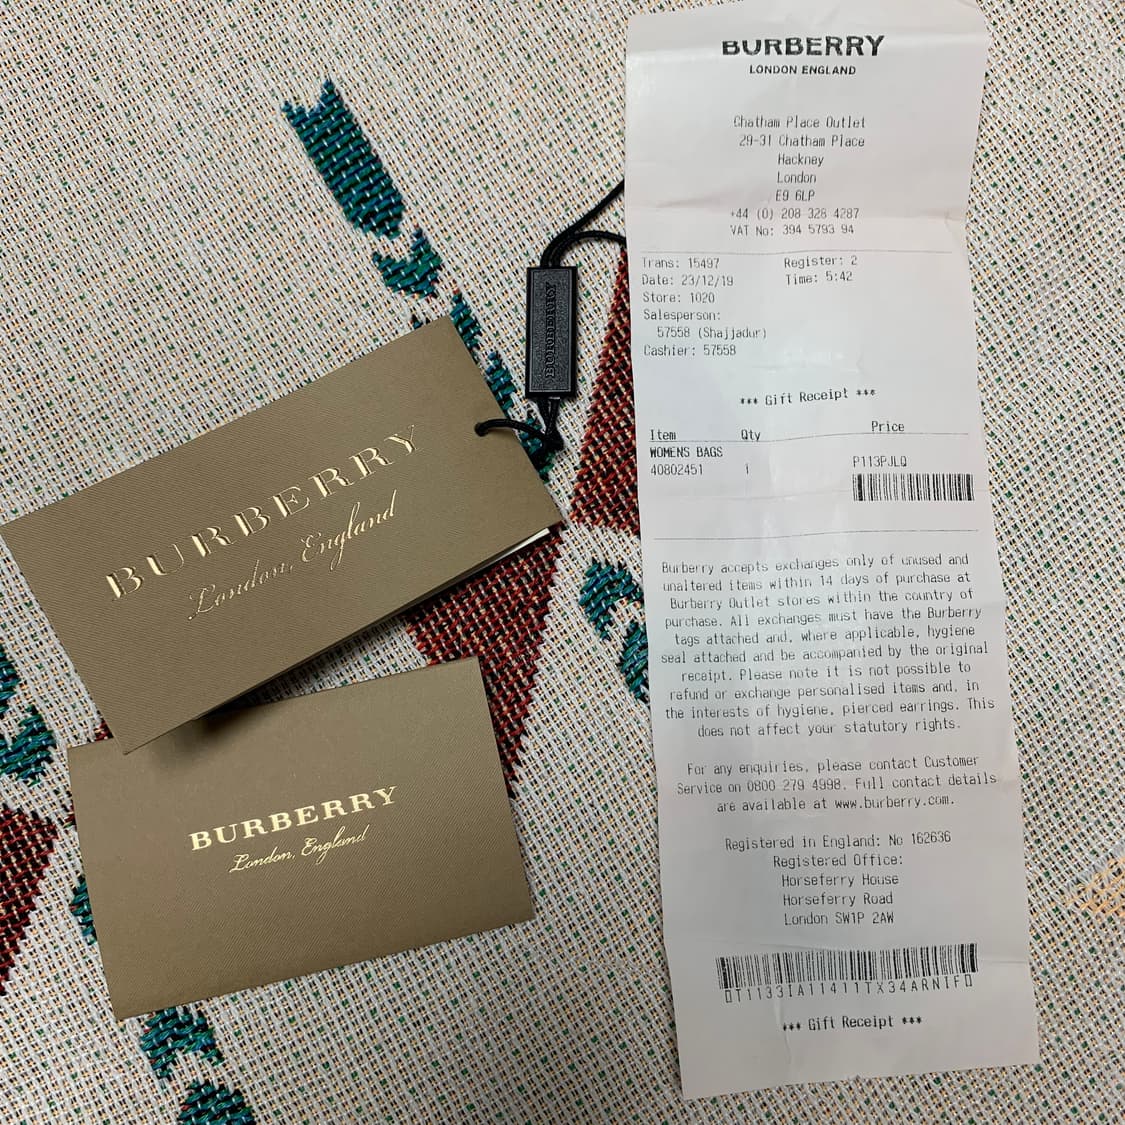 BURBERRY
LONDON ENGLAND
Chatham Place Outlet
29-31 Chatham Place
Hackney
London
E9 6LP
+44 (0) 208 328 4287
VAT No: 394 5793 94
Trans: 15497 Register: 2
Date: 23/12/19 Time: 5:42
Store: 1020
Salesperson:
57558 (Shajjadur)
Cashier: 57558
*** Gift Receipt ***
Item Qty Price
WOMENS BAGS
40802451 1 P113PJLQ
Burberry accepts exchanges only of unused and
unaltered items within 14 days of purchase at
Burberry Outlet stores within the country of
purchase. All exchanges must have the Burberry
tags attached and, where applicable, hygiene
seal attached and be accompanied by the original
receipt. Please note it is not possible to
refund or exchange personalised items and, in
the interests of hygiene, pierced earrings. This
does not affect your statutory rights.
For any enquiries, please contact Customer
Service on 0800 279 4998. Full contact details
are available at www.burberry.com.
Registered in England: No 162636
Registered Office:
Horseferry House
Horseferry Road
London SW1P 2AW
*** Gift Receipt ***
BURBERRY
BURBERRY
London, England
BURBERRY
London, England